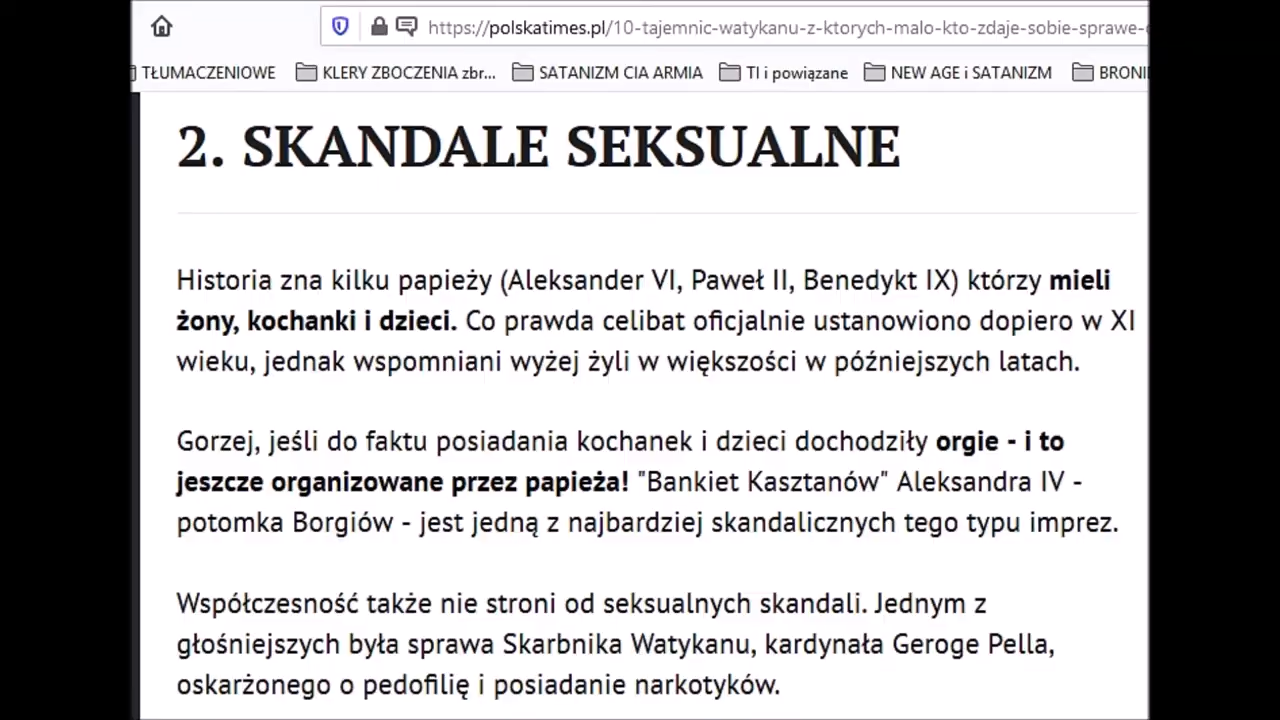 https://polskatimes.pl/10-tajemnic-watykanu-z-ktorych-malo-kto-zdaje-sobie-sprawe-
TŁUMACZENIOWE KLERY ZBOCZENIA zbr... SATANIZM CIA ARMIA TI i powiązane NEW AGE i SATANIZM
2. SKANDALE SEKSUALNE
Historia zna kilku papieży (Aleksander VI, Paweł II, Benedykt IX) którzy mieli
żony, kochanki i dzieci. Co prawda celibat oficjalnie ustanowiono dopiero w XI
wieku, jednak wspomniani wyżej żyli w większości w późniejszych latach.
Gorzej, jeśli do faktu posiadania kochanek i dzieci dochodziły orgie - i to
jeszcze organizowane przez papieża! "Bankiet Kasztanów" Aleksandra IV -
potomka Borgiów - jest jedną z najbardziej skandalicznych tego typu imprez.
Współczesność także nie stroni od seksualnych skandali. Jednym z
głośniejszych była sprawa Skarbnika Watykanu, kardynała Geroge Pella,
oskarżonego o pedofilię i posiadanie narkotyków.